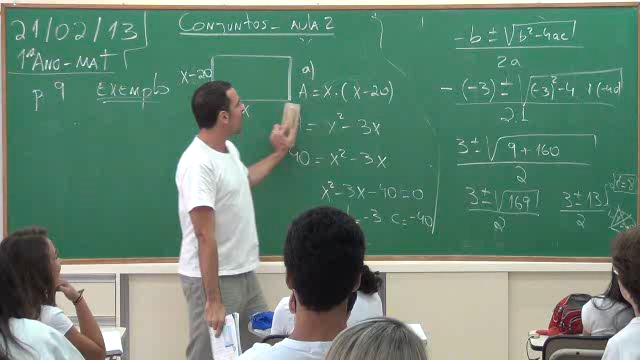 21/02/13
1º ANO - MAT
p 9
EXEMPLO
CONJUNTOS - AULA 2
X-20
a)
A = X . (X-20)
= X² - 3X
40 = X² - 3X
X² - 3X - 40 = 0
= -3 C = -40
-b ± √b² - 4ac
2a
- (-3) ± √(-3)² - 4 . 1 (-40)
2.1
3 ± √9 + 160
2
3 ± √169
2
3 ± 13
2